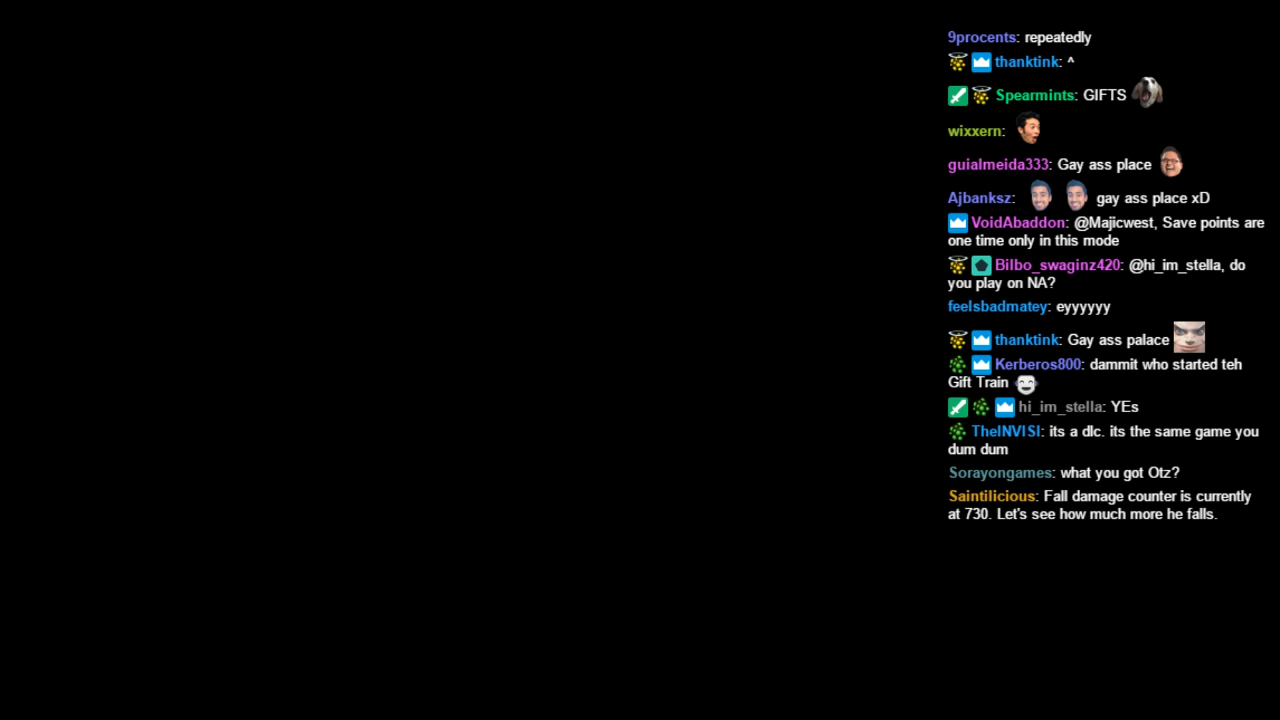 9procents: repeatedly
thanktink: ^
Spearmints: GIFTS
wixxern:
guialmeida333: Gay ass place
Ajbanksz: gay ass place xD
VoidAbaddon: @Majicwest, Save points are
one time only in this mode
Bilbo_swaginz420: @hi_im_stella, do
you play on NA?
feelsbadmatey: eyyyyyy
thanktink: Gay ass palace
Kerberos800: dammit who started teh
Gift Train
hi_im_stella: YEs
TheINVISI: its a dlc. its the same game you
dum dum
Sorayongames: what you got Otz?
Saintilicious: Fall damage counter is currently
at 730. Let's see how much more he falls.